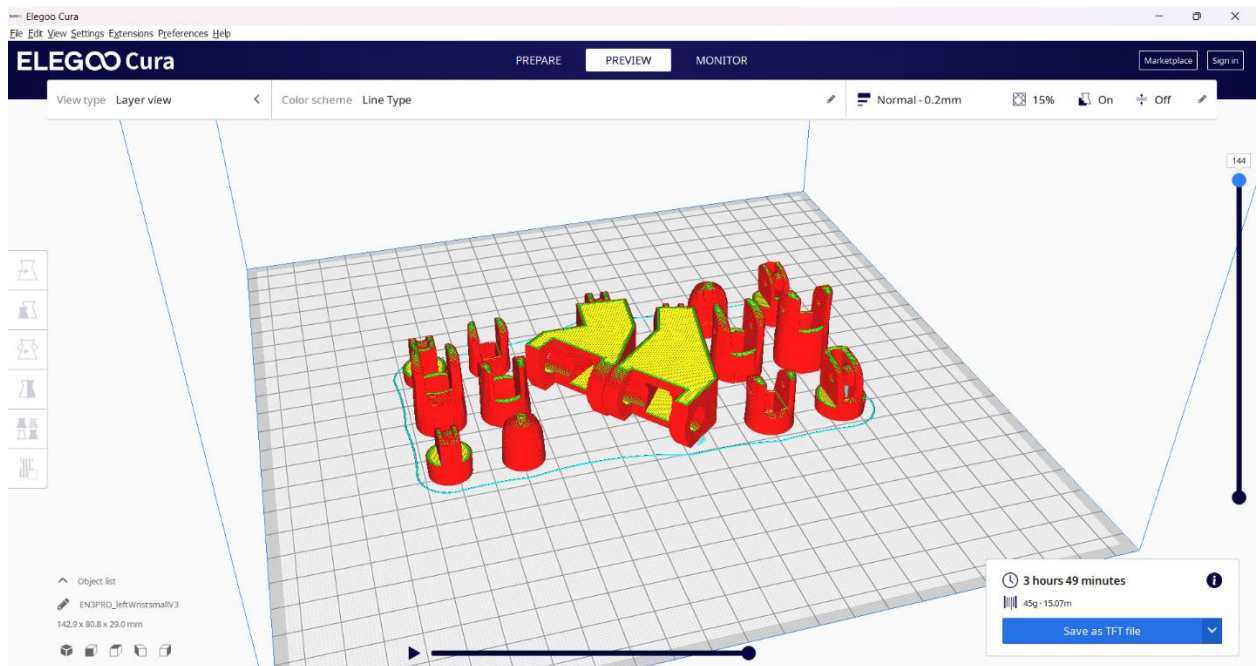 Elegoo Cura
File Edit View Settings Extensions Preferences Help
ELEGOO Cura
PREPARE PREVIEW MONITOR
Marketplace Sign in
View type Layer view
Color scheme Line Type
Normal - 0.2mm 15% On Off
144
Object list
EN3PRO_leftWristsmallV3
142.9 x 80.8 x 29.0 mm
3 hours 49 minutes
45g · 15.07m
Save as TFT file